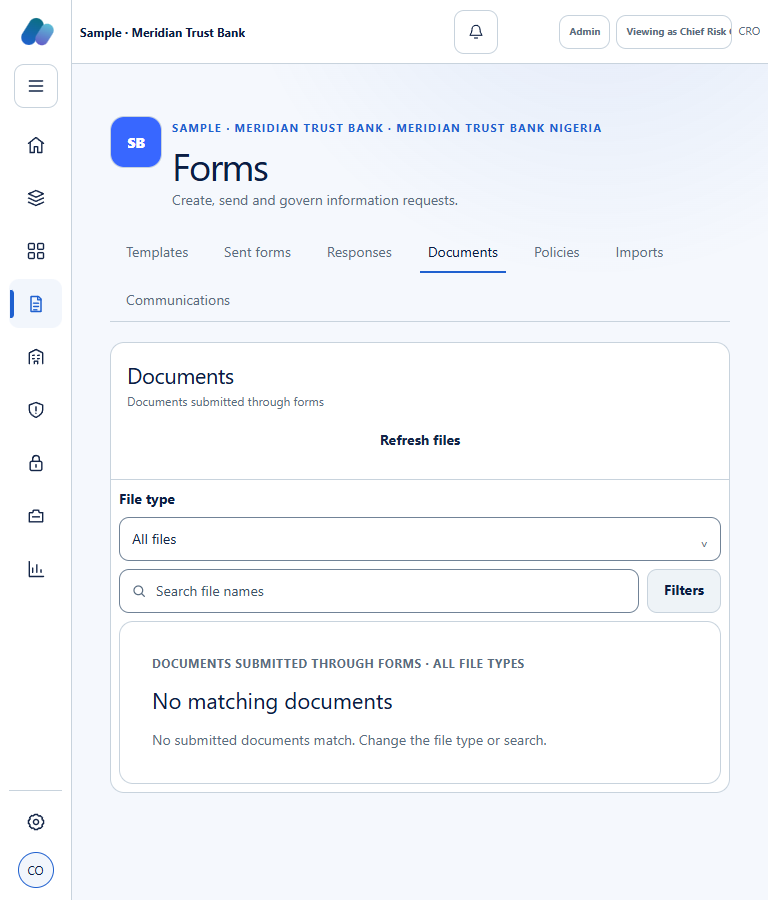 Sample · Meridian Trust Bank
Admin
Viewing as Chief Risk
CRO
SB
SAMPLE · MERIDIAN TRUST BANK · MERIDIAN TRUST BANK NIGERIA
Forms
Create, send and govern information requests.
Templates
Sent forms
Responses
Documents
Policies
Imports
Communications
Documents
Documents submitted through forms
Refresh files
File type
All files
v
Search file names
Filters
DOCUMENTS SUBMITTED THROUGH FORMS · ALL FILE TYPES
No matching documents
No submitted documents match. Change the file type or search.
CO